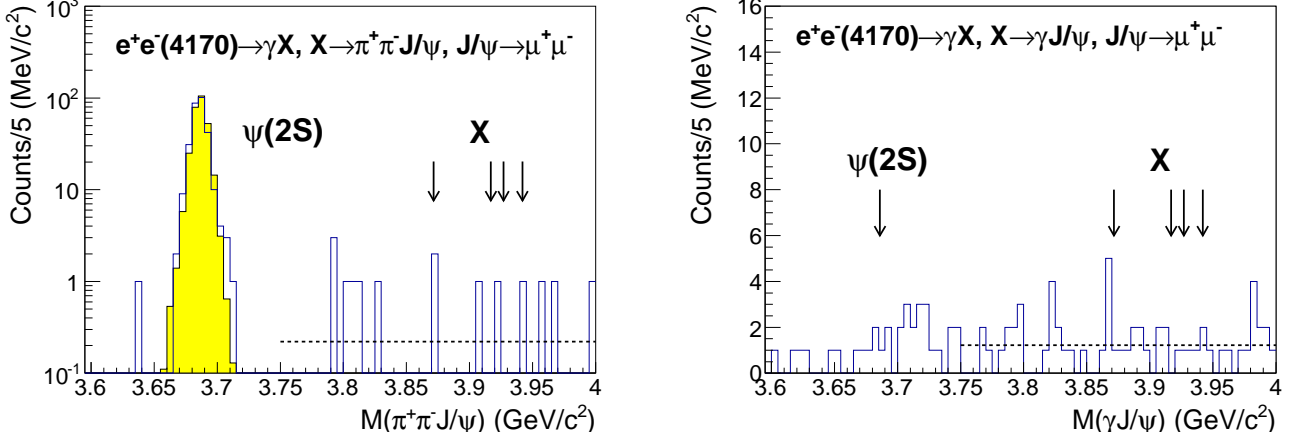 Counts/5 (MeV/c²)
10³
10²
10
1
10⁻¹
e⁺e⁻(4170)→γX, X→π⁺π⁻J/ψ, J/ψ→μ⁺μ⁻
ψ(2S)
X
3.6 3.65 3.7 3.75 3.8 3.85 3.9 3.95 4
M(π⁺π⁻J/ψ) (GeV/c²)
Counts/5 (MeV/c²)
16
14
12
10
8
6
4
2
0
e⁺e⁻(4170)→γX, X→γJ/ψ, J/ψ→μ⁺μ⁻
ψ(2S)
X
3.6 3.65 3.7 3.75 3.8 3.85 3.9 3.95 4
M(γJ/ψ) (GeV/c²)